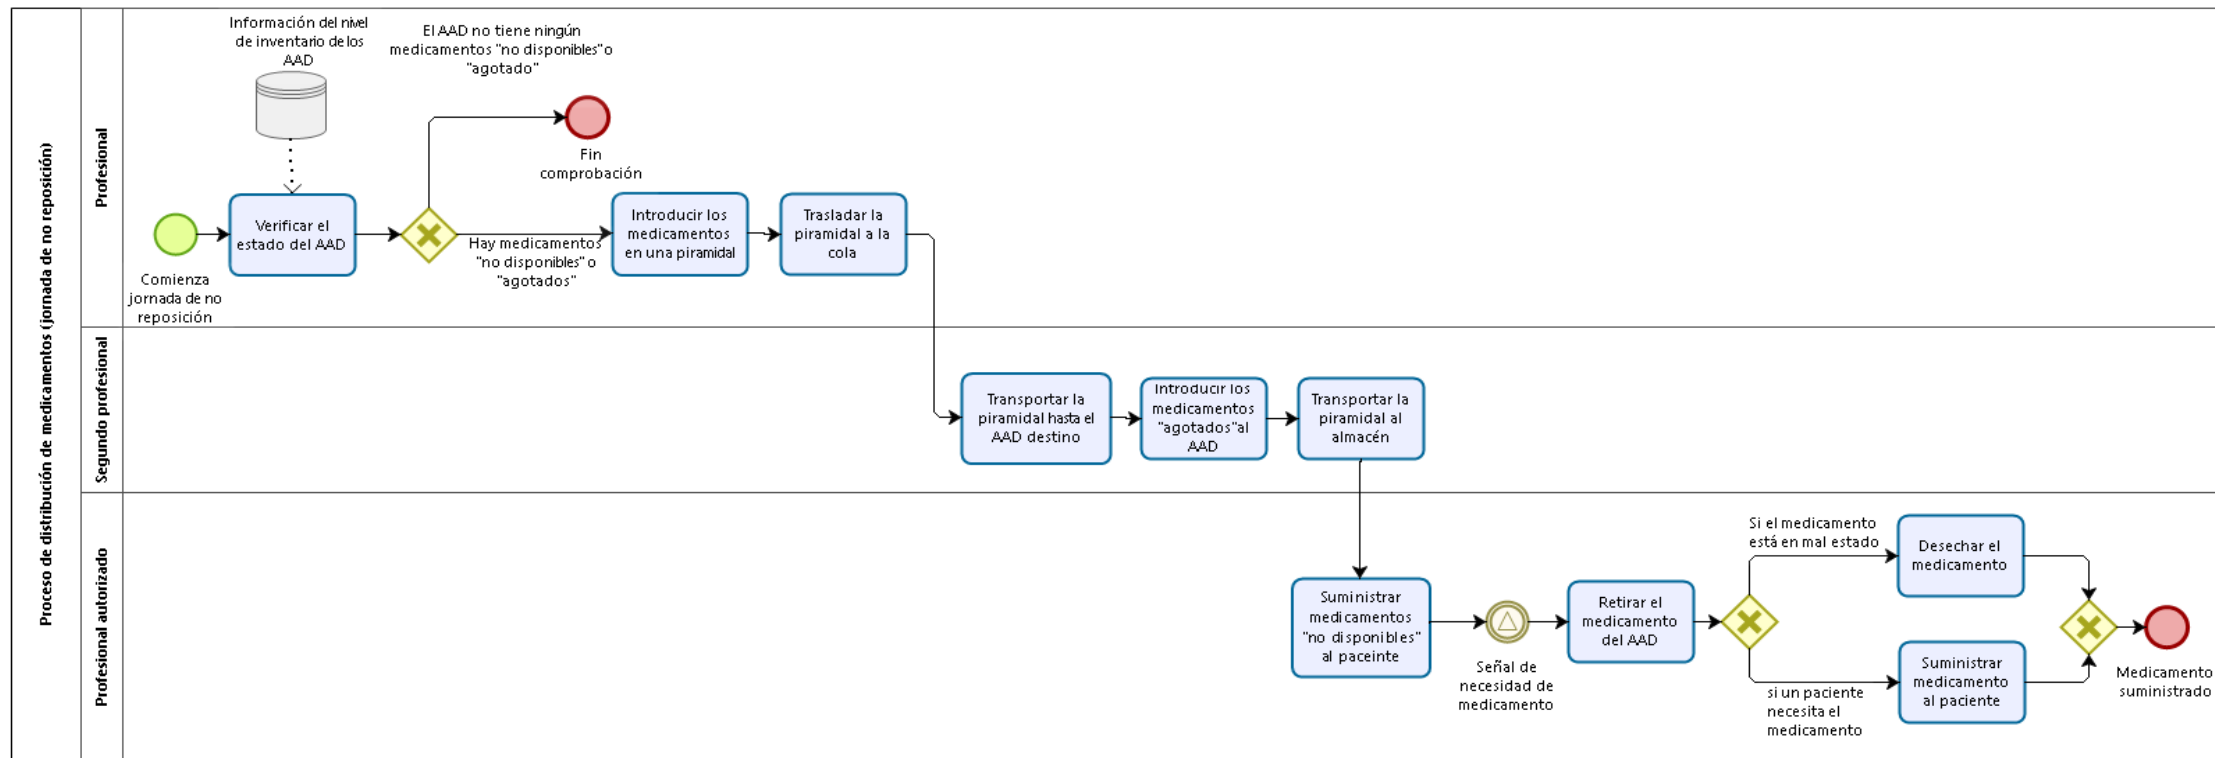 Proceso de distribución de medicamentos (jornada de no reposición)
Profesional
Información del nivel
de inventario de los
AAD
El AAD no tiene ningún
medicamentos "no disponibles" o
"agotado"
Fin
comprobación
Comienza
jornada de no
reposición
Verificar el
estado del AAD
Hay medicamentos
"no disponibles" o
"agotados"
Introducir los
medicamentos
en una piramidal
Trasladar la
piramidal a la
cola
Segundo profesional
Transportar la
piramidal hasta el
AAD destino
Introducir los
medicamentos
"agotados"al
AAD
Transportar la
piramidal al
almacén
Profesional autorizado
Suministrar
medicamentos
"no disponibles"
al paceinte
Señal de
necesidad de
medicamento
Retirar el
medicamento
del AAD
Si el medicamento
está en mal estado
Desechar el
medicamento
si un paciente
necesita el
medicamento
Suministrar
medicamento
al paciente
Medicamento
suministrado